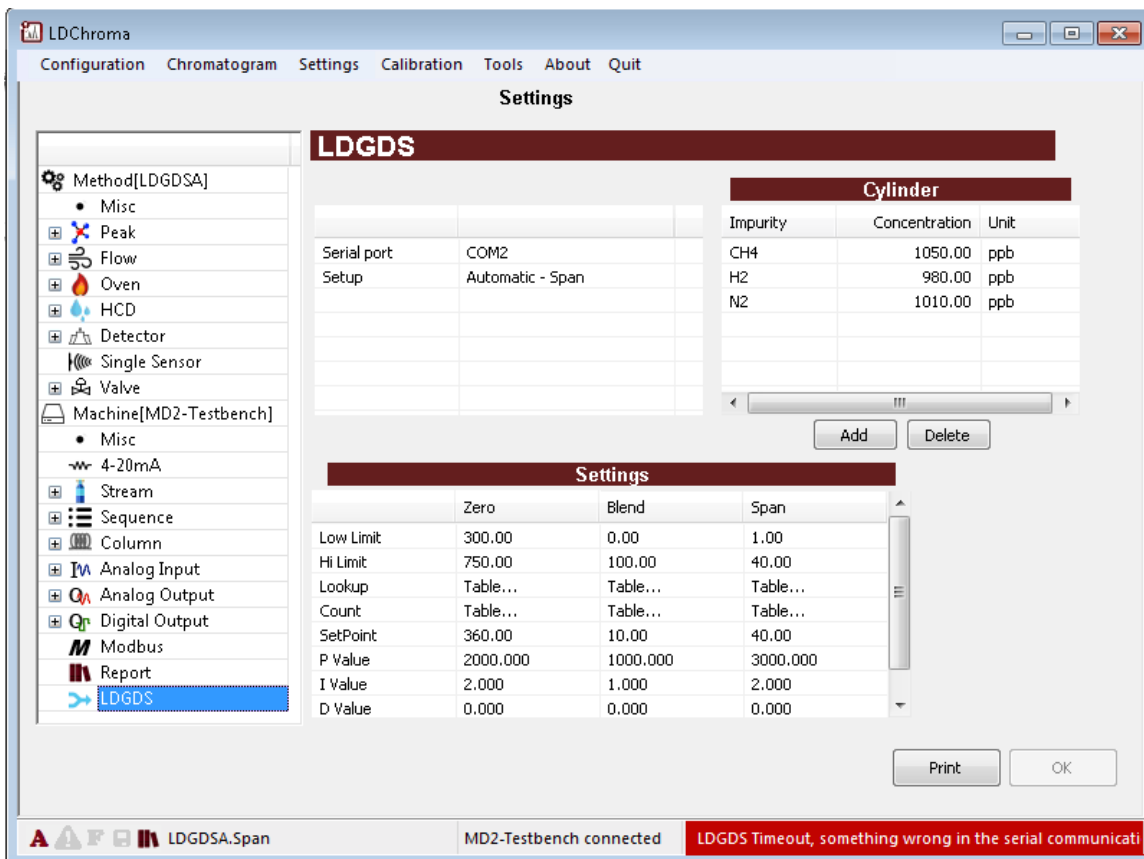 LDChroma
Configuration Chromatogram Settings Calibration Tools About Quit
Settings
LDGDS
Method[LDGDSA]
Misc
Peak
Flow
Oven
HCD
Detector
Single Sensor
Valve
Machine[MD2-Testbench]
Misc
4-20mA
Stream
Sequence
Column
Analog Input
Analog Output
Digital Output
Modbus
Report
LDGDS
Serial port COM2
Setup Automatic - Span
Cylinder
Impurity Concentration Unit
CH4 1050.00 ppb
H2 980.00 ppb
N2 1010.00 ppb
Add Delete
Settings
Zero Blend Span
Low Limit 300.00 0.00 1.00
Hi Limit 750.00 100.00 40.00
Lookup Table... Table... Table...
Count Table... Table... Table...
SetPoint 360.00 10.00 40.00
P Value 2000.000 1000.000 3000.000
I Value 2.000 1.000 2.000
D Value 0.000 0.000 0.000
Print OK
A F LDGDSA.Span MD2-Testbench connected LDGDS Timeout, something wrong in the serial communicati